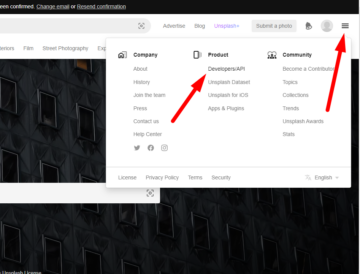 een confirmed. Change email or Resend confirmation
Advertise Blog Unsplash+ Submit a photo
eriors Film Street Photography Exp
Company
About
History
Join the team
Press
Contact us
Help Center
Product
Developers/API
Unsplash Dataset
Unsplash for iOS
Apps & Plugins
Community
Become a Contributor
Topics
Collections
Trends
Unsplash Awards
Stats
License Privacy Policy Terms Security
English
Unsplash License